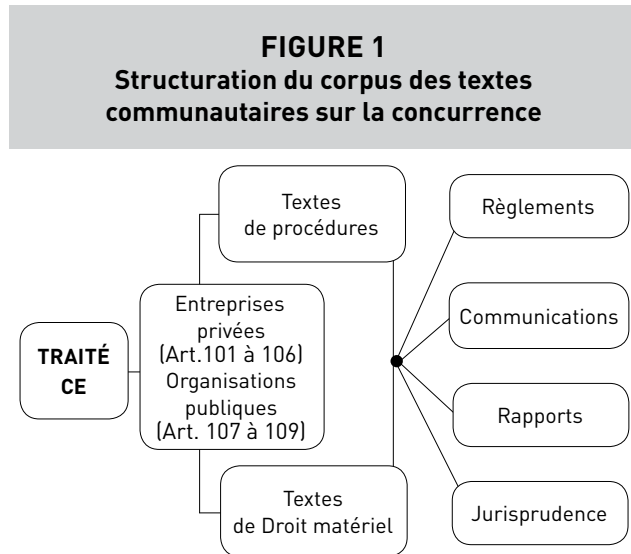 FIGURE 1
Structuration du corpus des textes
communautaires sur la concurrence
TRAITÉ
CE
Entreprises
privées
(Art.101 à 106)
Organisations
publiques
(Art. 107 à 109)
Textes
de procédures
Textes
de Droit matériel
Règlements
Communications
Rapports
Jurisprudence